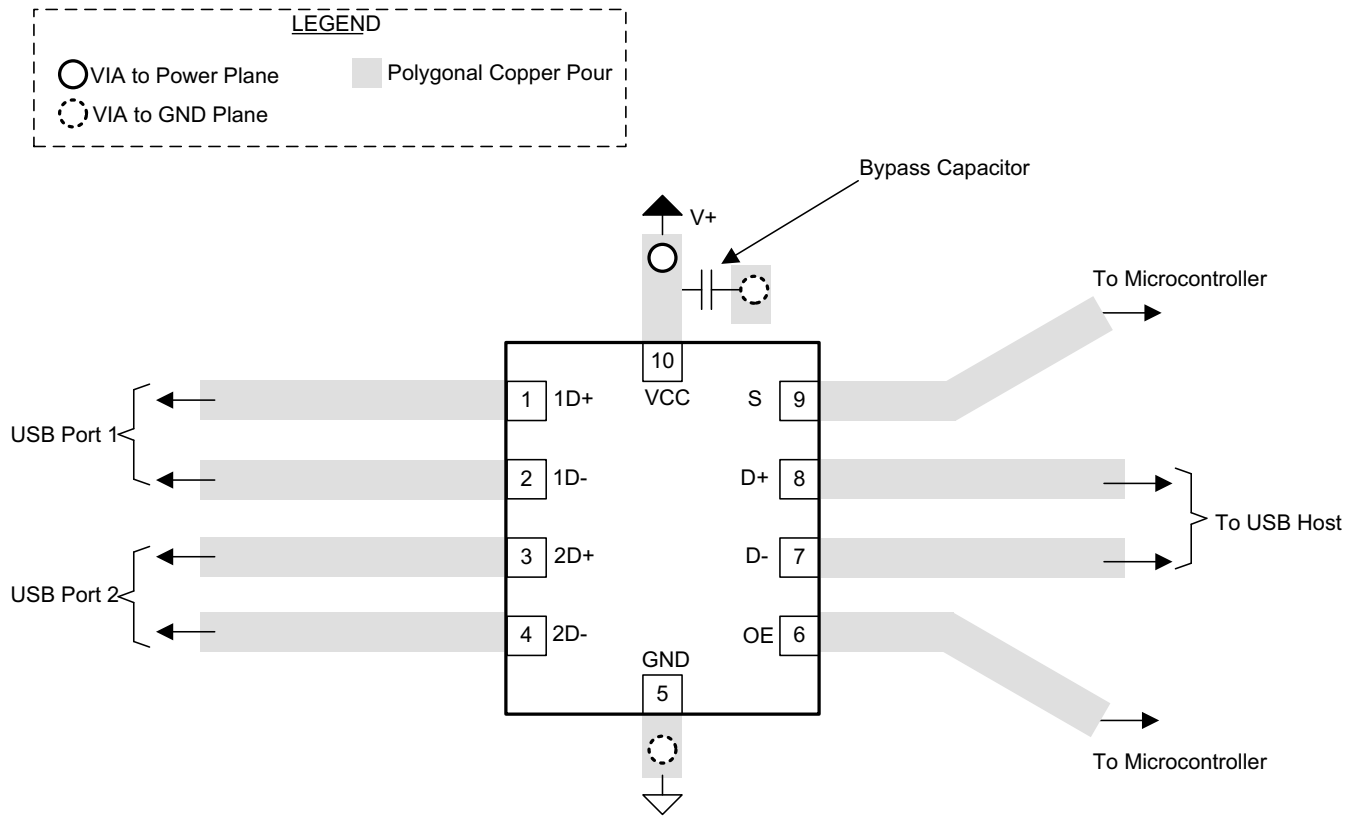 LEGEND
VIA to Power Plane
Polygonal Copper Pour
VIA to GND Plane
Bypass Capacitor
V+
To Microcontroller
10
VCC
1
1D+
S
9
USB Port 1
2
1D-
D+
8
To USB Host
3
2D+
D-
7
USB Port 2
4
2D-
OE
6
GND
5
To Microcontroller